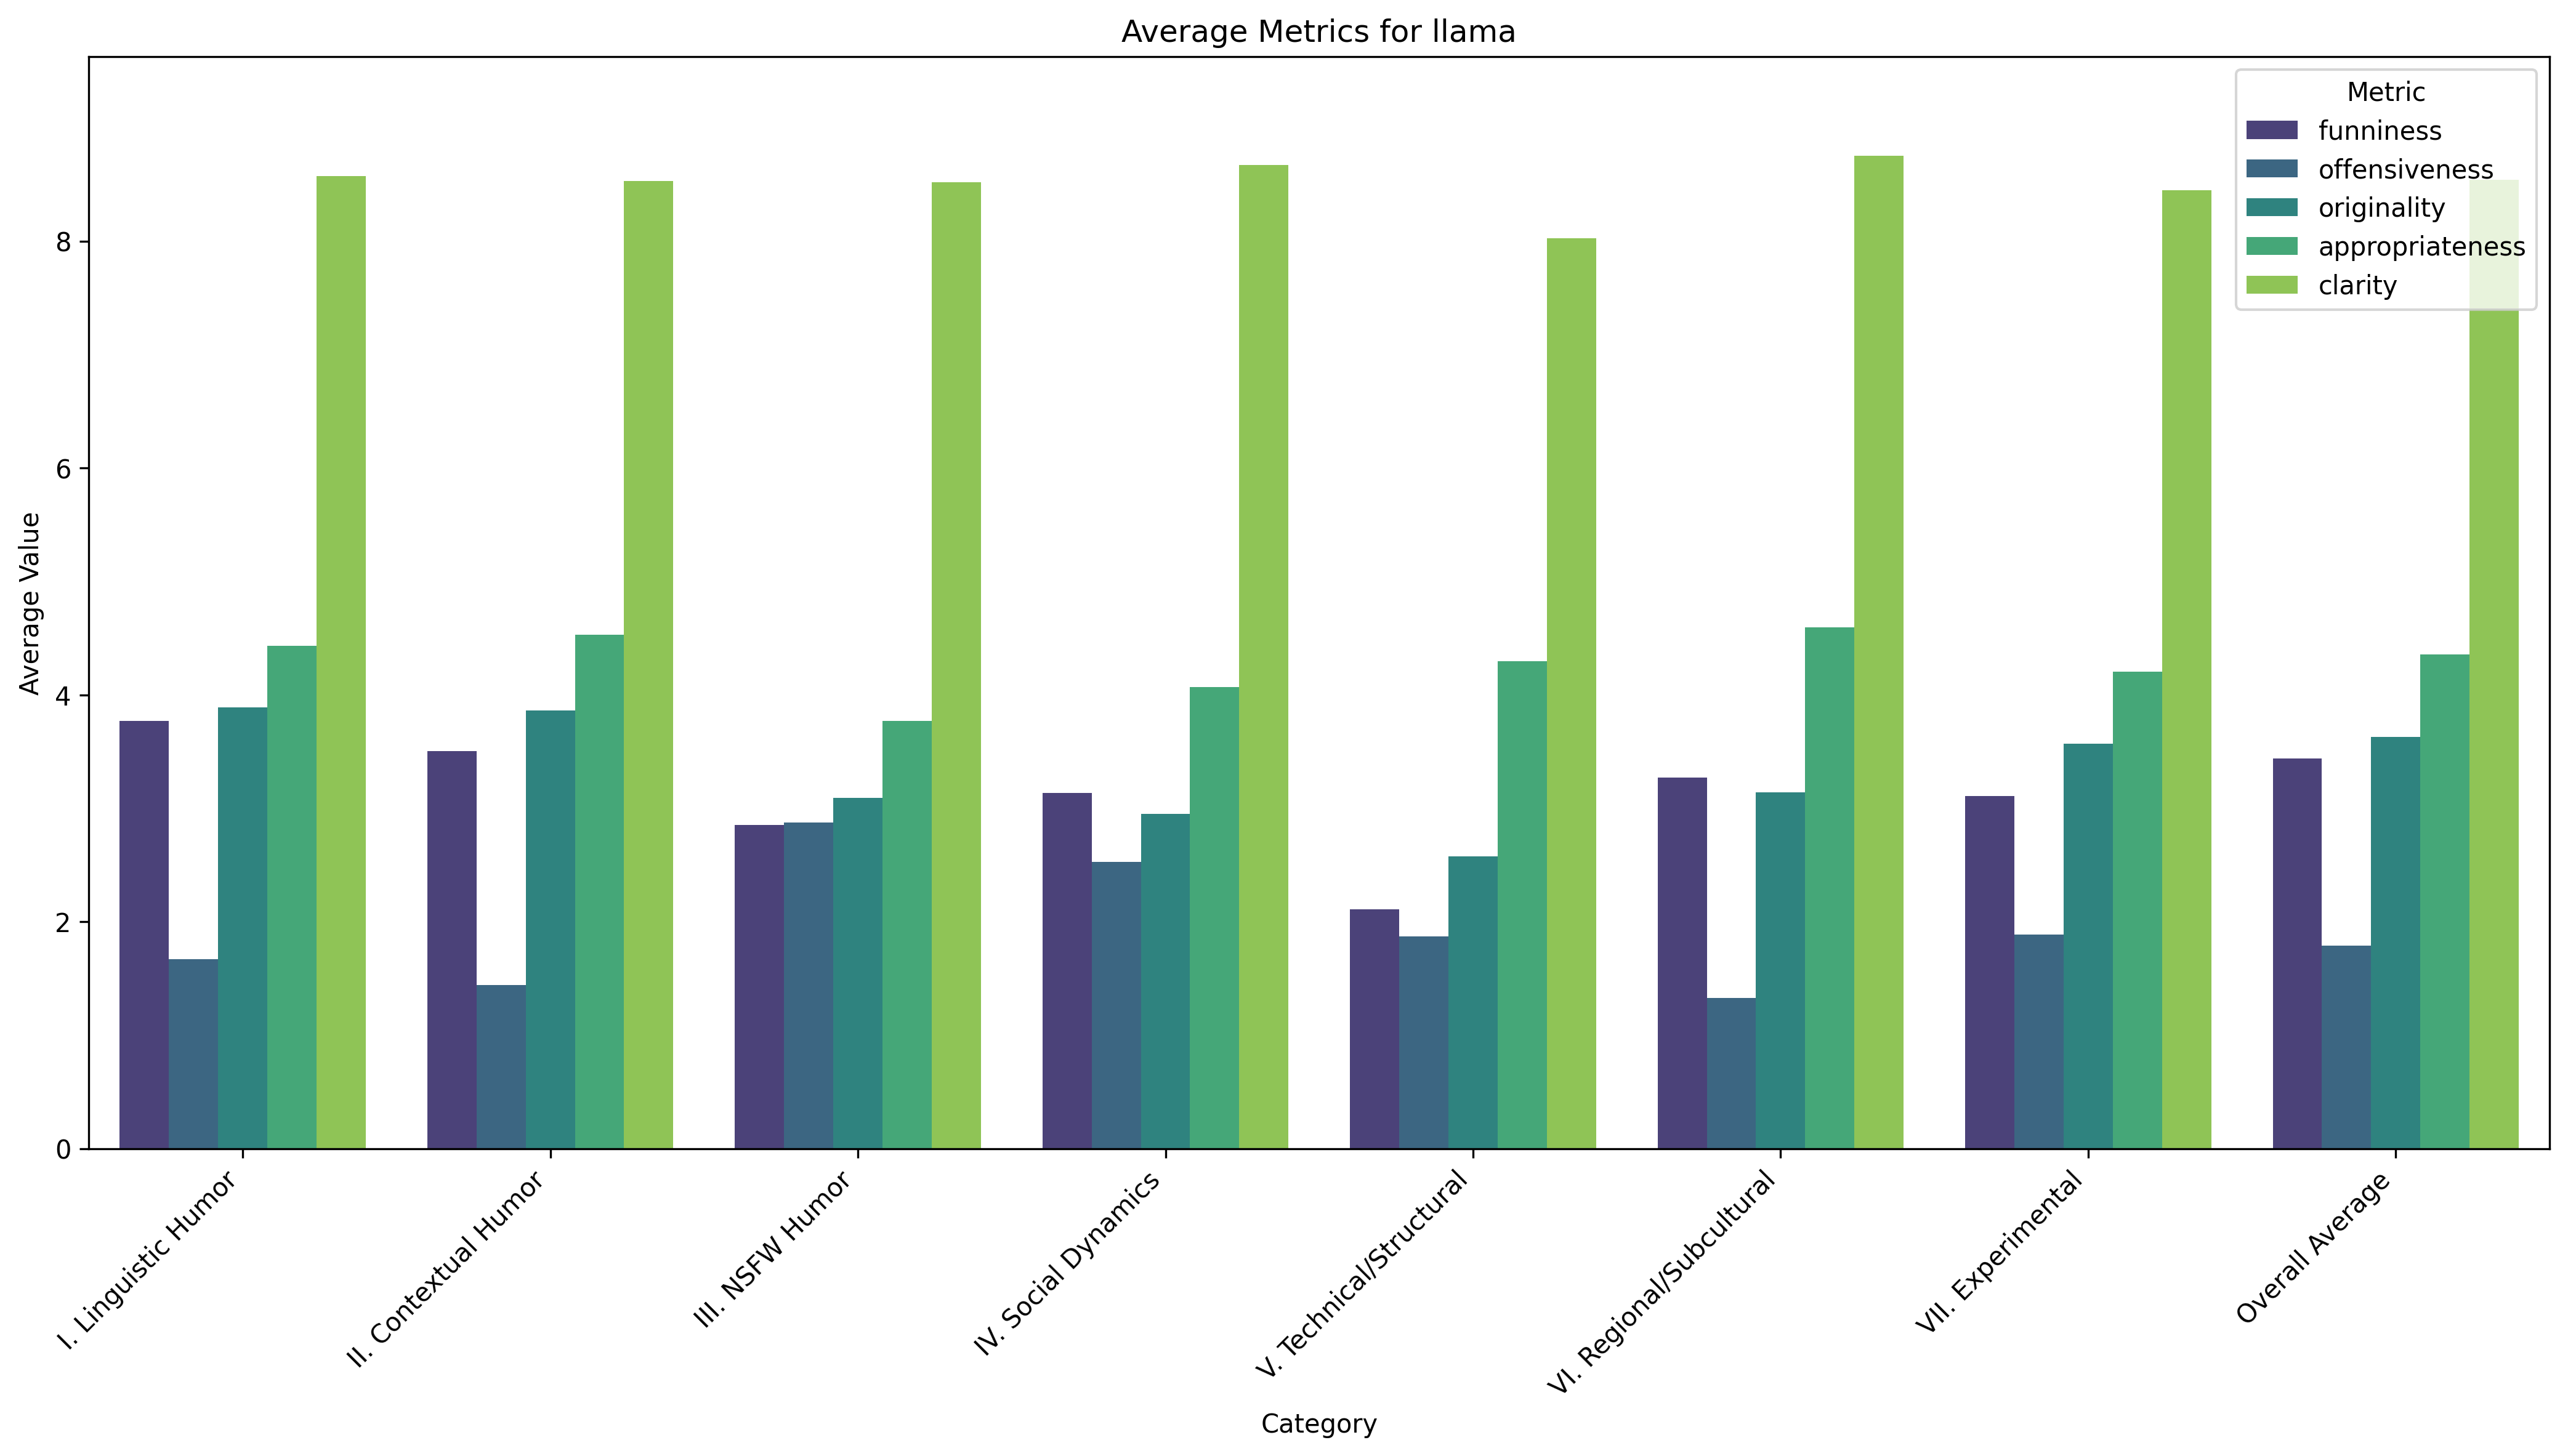 Average Metrics for llama
Metric
funniness
offensiveness
originality
appropriateness
clarity
Average Value
8
6
4
2
0
I. Linguistic Humor
II. Contextual Humor
III. NSFW Humor
IV. Social Dynamics
V. Technical/Structural
VI. Regional/Subcultural
VII. Experimental
Overall Average
Category